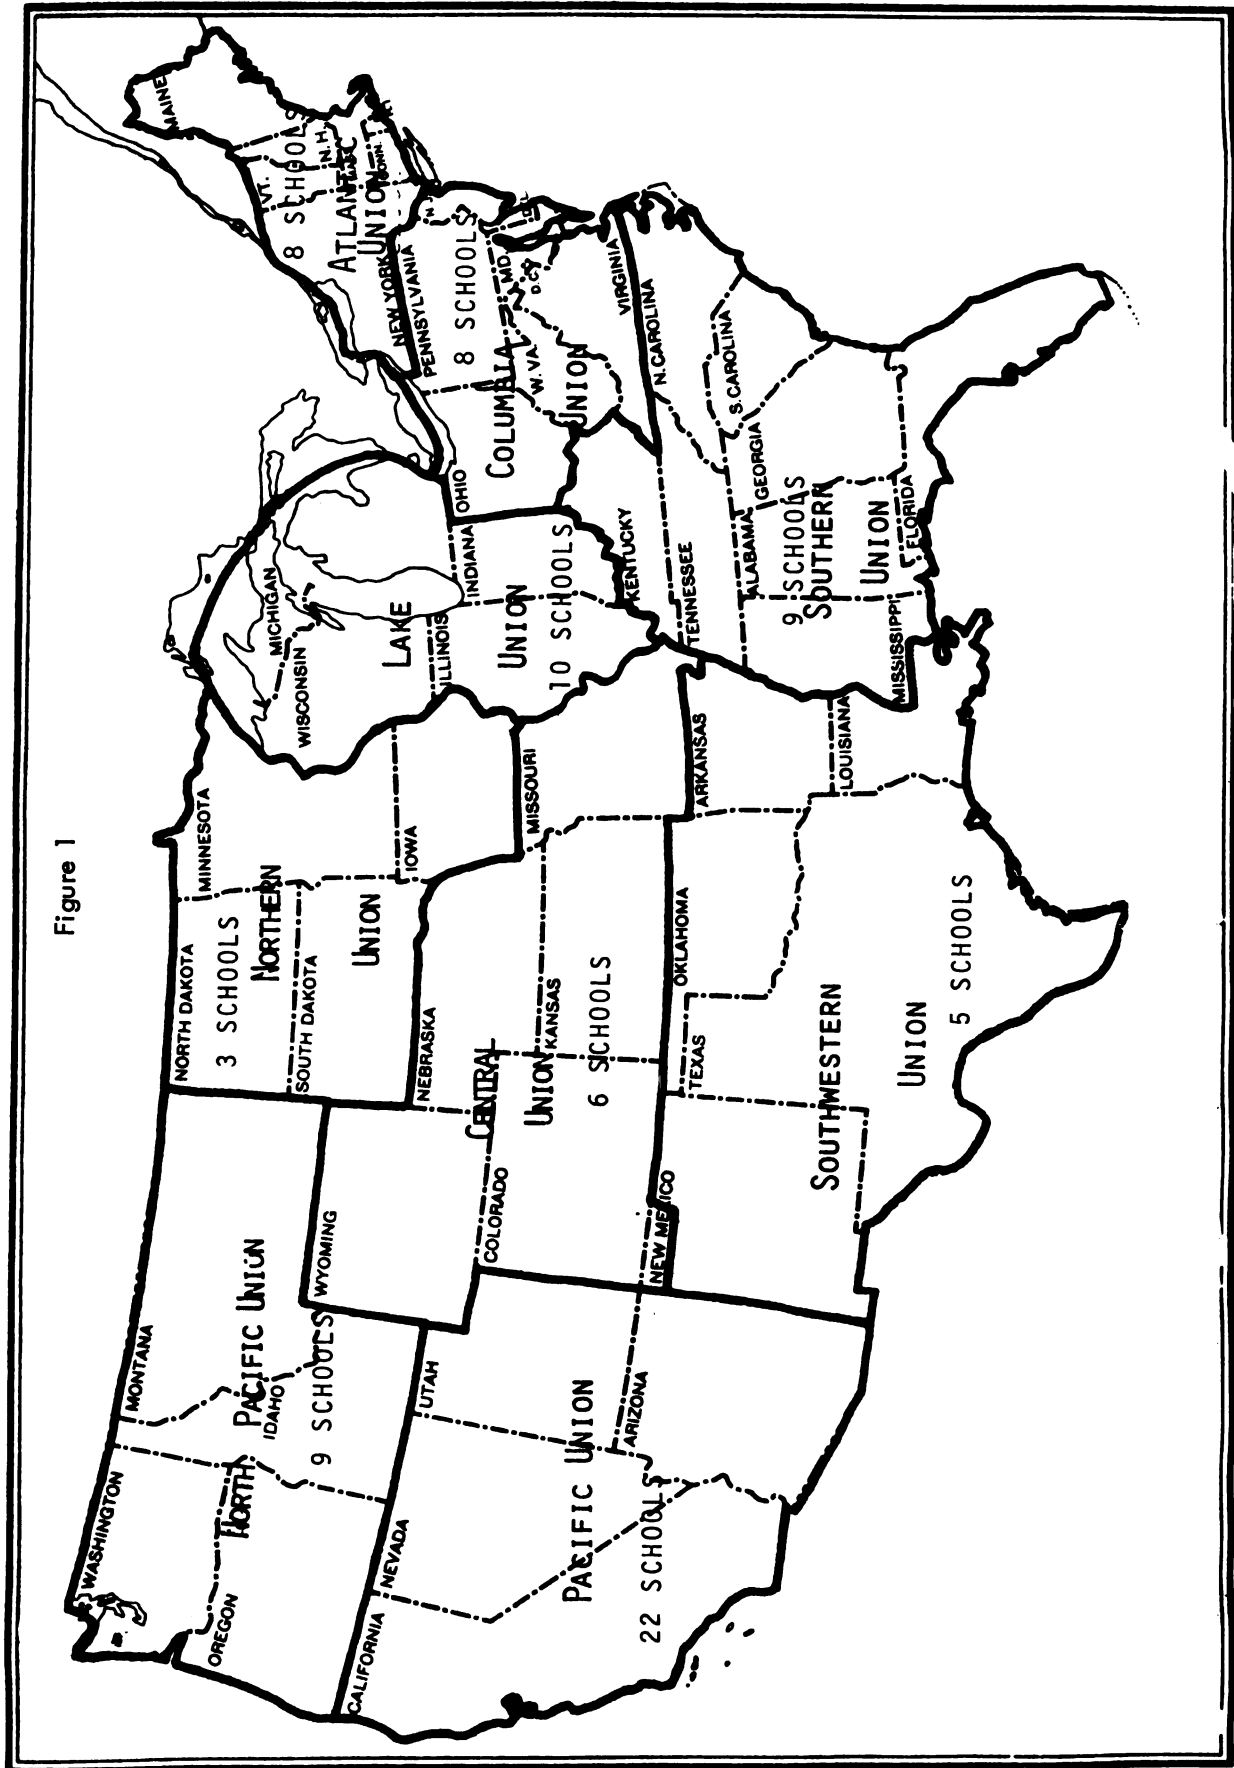 Figure 1
WASHINGTON
MONTANA
OREGON
IDAHO
NORTH
PACIFIC UNION
9 SCHOOLS
WYOMING
CALIFORNIA
NEVADA
UTAH
ARIZONA
PACIFIC UNION
22 SCHOOLS
NORTH DAKOTA
MINNESOTA
3 SCHOOLS
NORTHERN
SOUTH DAKOTA
UNION
IOWA
NEBRASKA
COLORADO
CENTRAL
UNION
KANSAS
MISSOURI
6 SCHOOLS
NEW MEXICO
TEXAS
OKLAHOMA
ARKANSAS
LOUISIANA
SOUTHWESTERN
UNION
5 SCHOOLS
MICHIGAN
WISCONSIN
LAKE
ILLINOIS
INDIANA
UNION
10 SCHOOLS
MAINE
VT.
N.H.
8 SCHOOLS
ATLANTIC
UNION
MASS
CONN.
NEW YORK
PENNSYLVANIA
8 SCHOOLS
OHIO
COLUMBIA
MD.
D.C.
W.VA.
UNION
VIRGINIA
KENTUCKY
N.CAROLINA
TENNESSEE
S.CAROLINA
GEORGIA
ALABAMA
9 SCHOOLS
SOUTHERN
UNION
MISSISSIPPI
FLORIDA